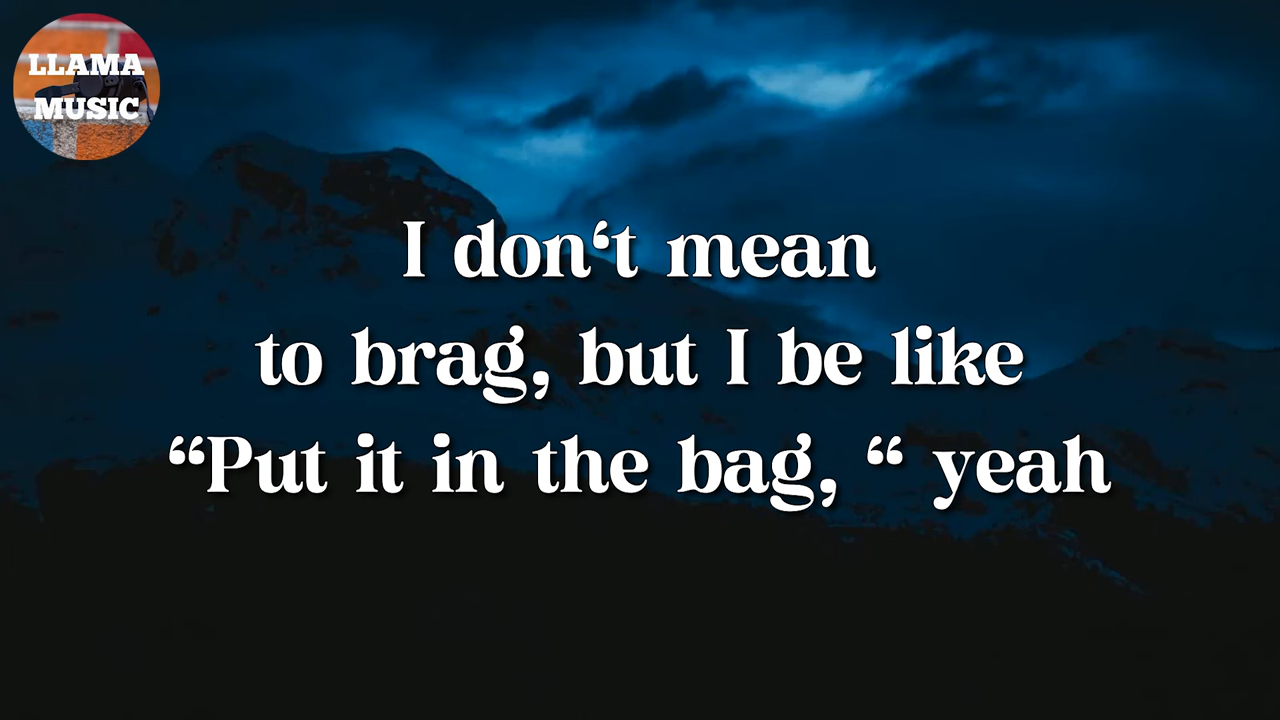 LLAMA
MUSIC
I don‘t mean
to brag, but I be like
“Put it in the bag, “ yeah